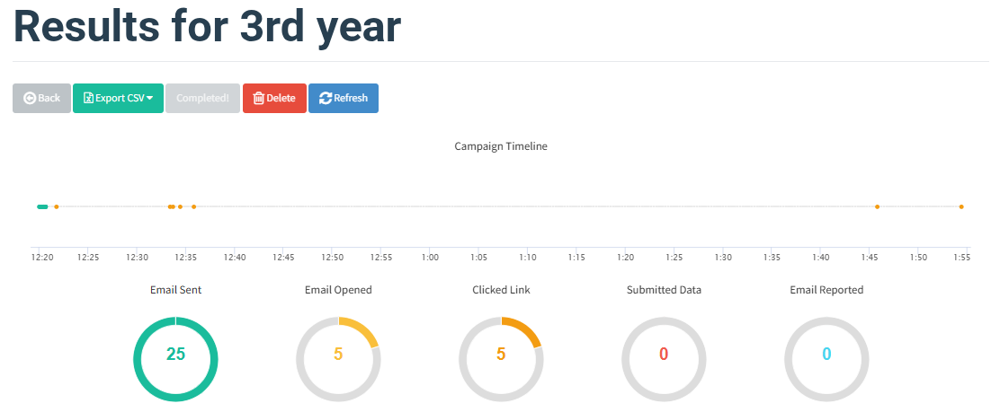 Results for 3rd year
Back Export CSV Completed! Delete Refresh
Campaign Timeline
12:20 12:25 12:30 12:35 12:40 12:45 12:50 12:55 1:00 1:05 1:10 1:15 1:20 1:25 1:30 1:35 1:40 1:45 1:50 1:55
Email Sent Email Opened Clicked Link Submitted Data Email Reported
25 5 5 0 0